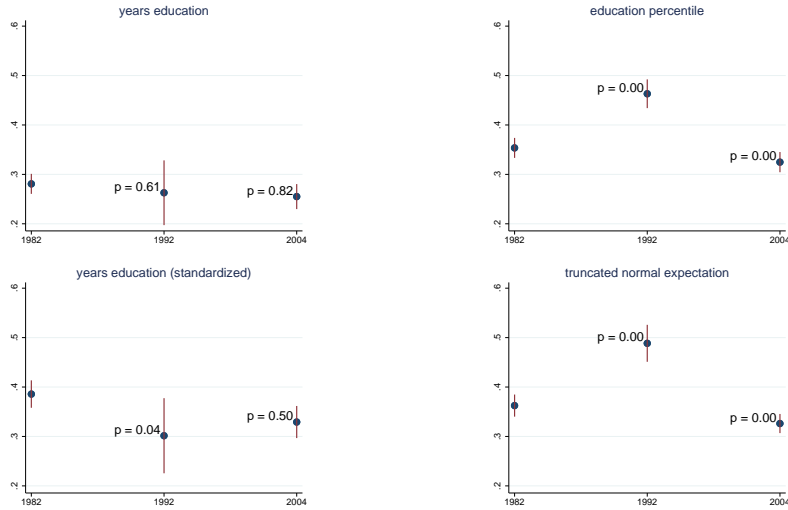 years education
.6
.5
.4
.3
.2
p = 0.61
p = 0.82
1982 1992 2004
education percentile
.6
.5
.4
.3
.2
p = 0.00
p = 0.00
1982 1992 2004
years education (standardized)
.6
.5
.4
.3
.2
p = 0.04
p = 0.50
1982 1992 2004
truncated normal expectation
.6
.5
.4
.3
.2
p = 0.00
p = 0.00
1982 1992 2004